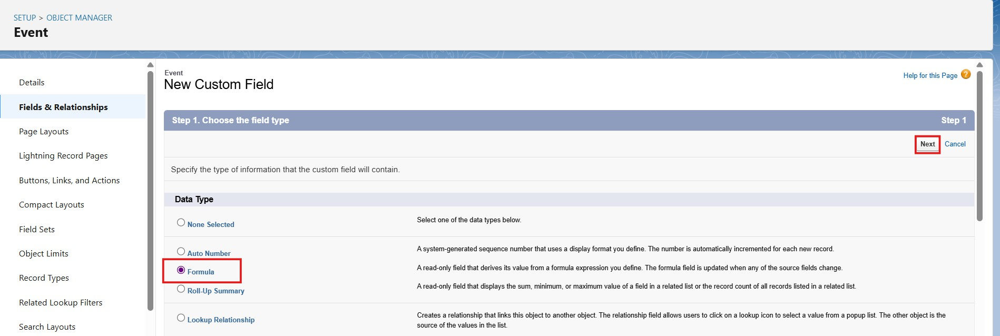 SETUP > OBJECT MANAGER
Event
Details
Fields & Relationships
Page Layouts
Lightning Record Pages
Buttons, Links, and Actions
Compact Layouts
Field Sets
Object Limits
Record Types
Related Lookup Filters
Search Layouts
Event
New Custom Field
Help for this Page ?
Step 1. Choose the field type Step 1
Next Cancel
Specify the type of information that the custom field will contain.
Data Type
None Selected Select one of the data types below.
Auto Number A system-generated sequence number that uses a display format you define. The number is automatically incremented for each new record.
Formula A read-only field that derives its value from a formula expression you define. The formula field is updated when any of the source fields change.
Roll-Up Summary A read-only field that displays the sum, minimum, or maximum value of a field in a related list or the record count of all records listed in a related list.
Lookup Relationship Creates a relationship that links this object to another object. The relationship field allows users to click on a lookup icon to select a value from a popup list. The other object is the
source of the values in the list.